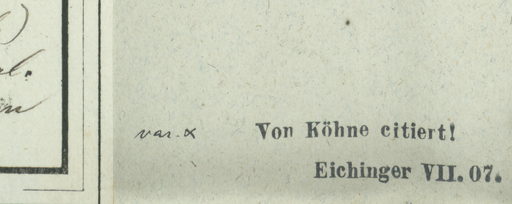 var. α Von Köhne citiert!
Eichinger VII. 07.